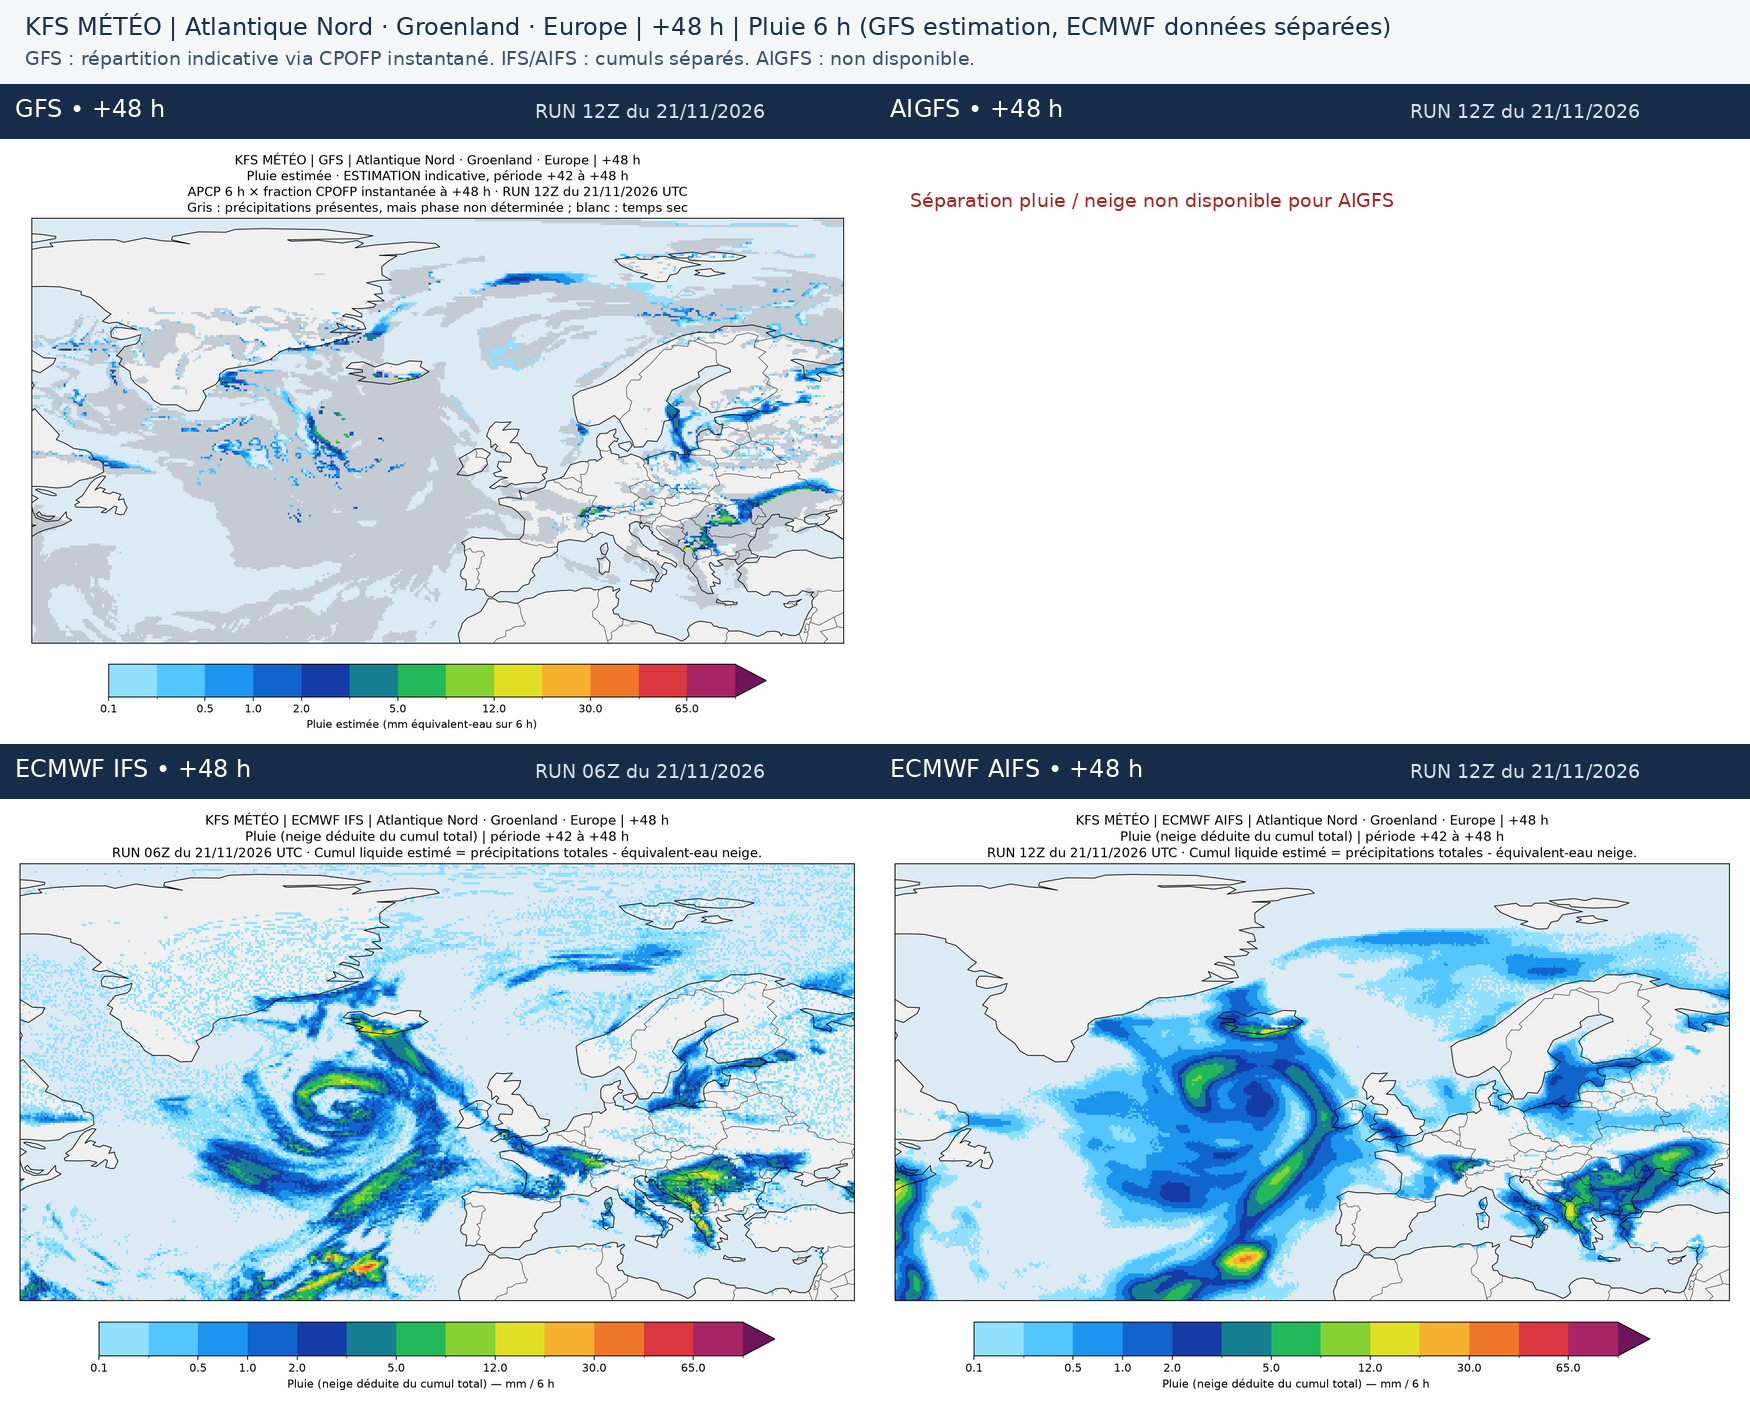 KFS MÉTÉO | Atlantique Nord · Groenland · Europe | +48 h | Pluie 6 h (GFS estimation, ECMWF données séparées)
GFS : répartition indicative via CPOFP instantané. IFS/AIFS : cumuls séparés. AIGFS : non disponible.
GFS • +48 h
RUN 12Z du 21/11/2026
AIGFS • +48 h
RUN 12Z du 21/11/2026
KFS MÉTÉO | GFS | Atlantique Nord · Groenland · Europe | +48 h
Pluie estimée · ESTIMATION indicative, période +42 à +48 h
APCP 6 h × fraction CPOFP instantanée à +48 h · RUN 12Z du 21/11/2026 UTC
Gris : précipitations présentes, mais phase non déterminée ; blanc : temps sec
Séparation pluie / neige non disponible pour AIGFS
0.1 0.5 1.0 2.0 5.0 12.0 30.0 65.0
Pluie estimée (mm équivalent-eau sur 6 h)
ECMWF IFS • +48 h
RUN 06Z du 21/11/2026
ECMWF AIFS • +48 h
RUN 12Z du 21/11/2026
KFS MÉTÉO | ECMWF IFS | Atlantique Nord · Groenland · Europe | +48 h
Pluie (neige déduite du cumul total) | période +42 à +48 h
RUN 06Z du 21/11/2026 UTC · Cumul liquide estimé = précipitations totales - équivalent-eau neige.
0.1 0.5 1.0 2.0 5.0 12.0 30.0 65.0
Pluie (neige déduite du cumul total) — mm / 6 h
KFS MÉTÉO | ECMWF AIFS | Atlantique Nord · Groenland · Europe | +48 h
Pluie (neige déduite du cumul total) | période +42 à +48 h
RUN 12Z du 21/11/2026 UTC · Cumul liquide estimé = précipitations totales - équivalent-eau neige.
0.1 0.5 1.0 2.0 5.0 12.0 30.0 65.0
Pluie (neige déduite du cumul total) — mm / 6 h